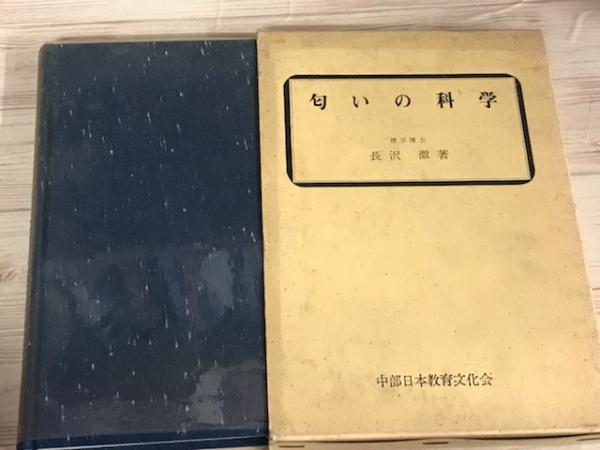 匂いの科学
理学博士
長沢 徹著
中部日本教育文化会